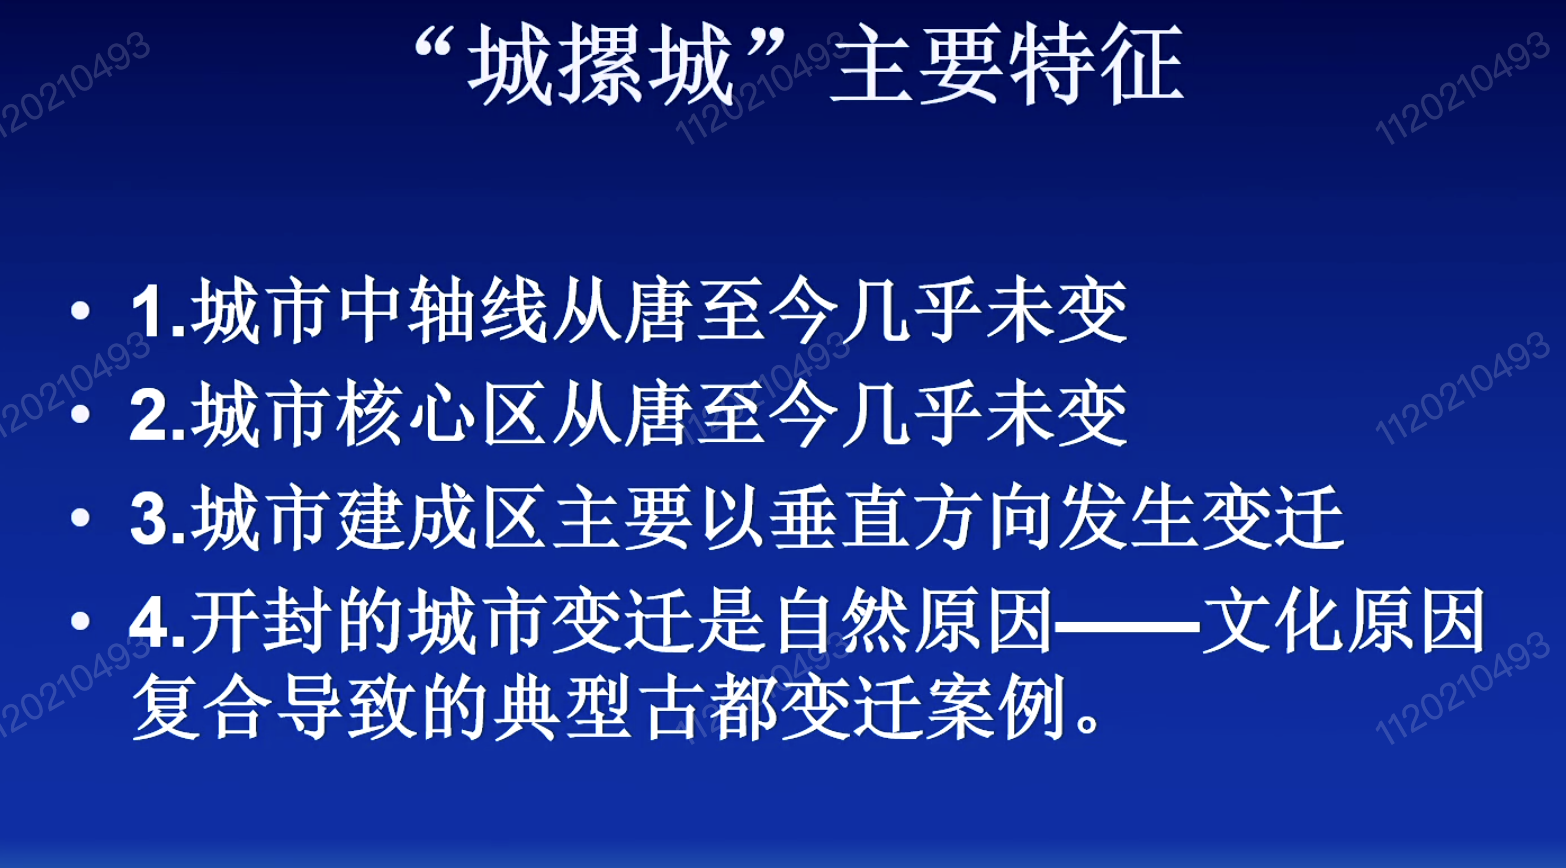 “城摞城”主要特征
• 1.城市中轴线从唐至今几乎未变
• 2.城市核心区从唐至今几乎未变
• 3.城市建成区主要以垂直方向发生变迁
• 4.开封的城市变迁是自然原因——文化原因
复合导致的典型古都变迁案例。
1120210493
1120210493
1120210493
1120210493
1120210493
1120210493
1120210493
1120210493
1120210493